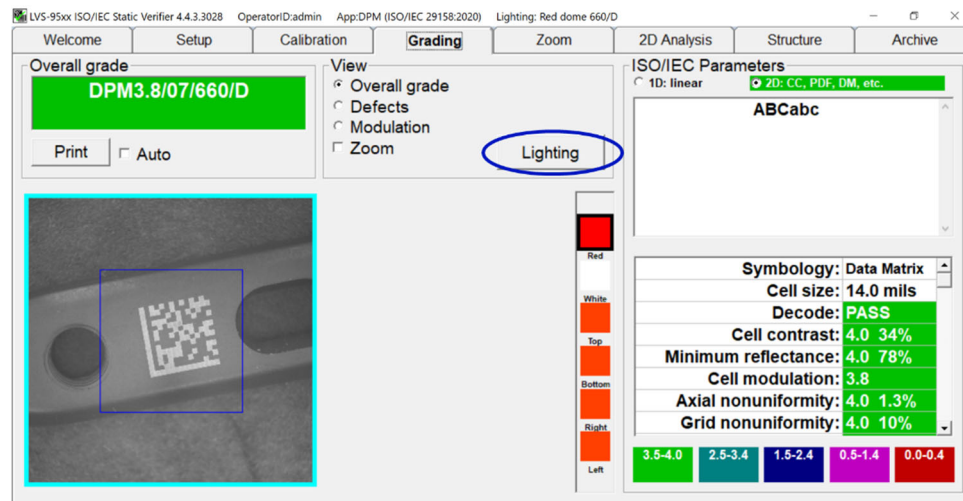 LVS-95xx ISO/IEC Static Verifier 4.4.3.3028 OperatorID:admin App:DPM (ISO/IEC 29158:2020) Lighting: Red dome 660/D
Welcome Setup Calibration Grading Zoom 2D Analysis Structure Archive
Overall grade
DPM3.8/07/660/D
Print Auto
View
Overall grade
Defects
Modulation
Zoom
Lighting
Red
White
Top
Bottom
Right
Left
ISO/IEC Parameters
1D: linear 2D: CC, PDF, DM, etc.
ABCabc
Symbology: Data Matrix
Cell size: 14.0 mils
Decode: PASS
Cell contrast: 4.0 34%
Minimum reflectance: 4.0 78%
Cell modulation: 3.8
Axial nonuniformity: 4.0 1.3%
Grid nonuniformity: 4.0 10%
3.5-4.0 2.5-3.4 1.5-2.4 0.5-1.4 0.0-0.4